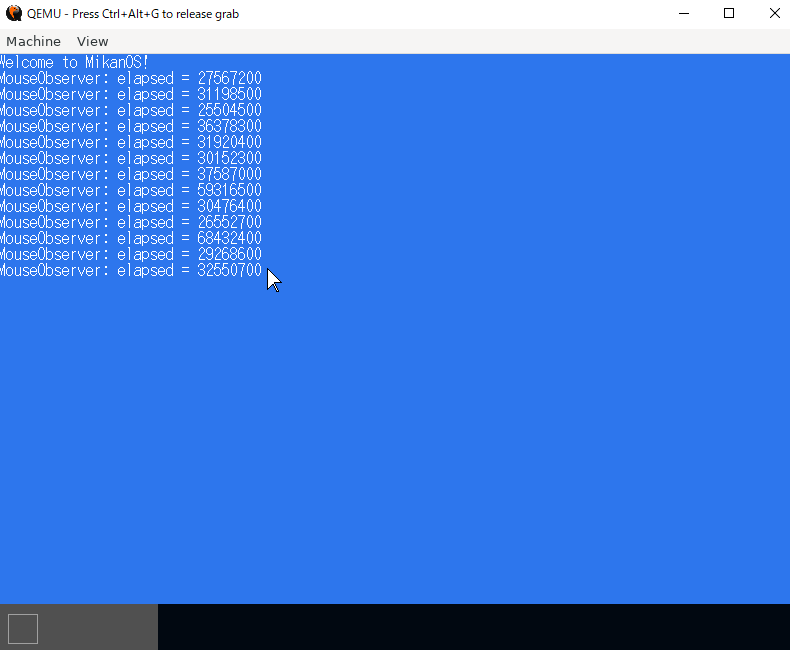 QEMU - Press Ctrl+Alt+G to release grab
Machine View
Welcome to MikanOS!
MouseObserver: elapsed = 27567200
MouseObserver: elapsed = 31198500
MouseObserver: elapsed = 25504500
MouseObserver: elapsed = 36378300
MouseObserver: elapsed = 31920400
MouseObserver: elapsed = 30152300
MouseObserver: elapsed = 37587000
MouseObserver: elapsed = 59316500
MouseObserver: elapsed = 30476400
MouseObserver: elapsed = 26552700
MouseObserver: elapsed = 68432400
MouseObserver: elapsed = 29268600
MouseObserver: elapsed = 32550700